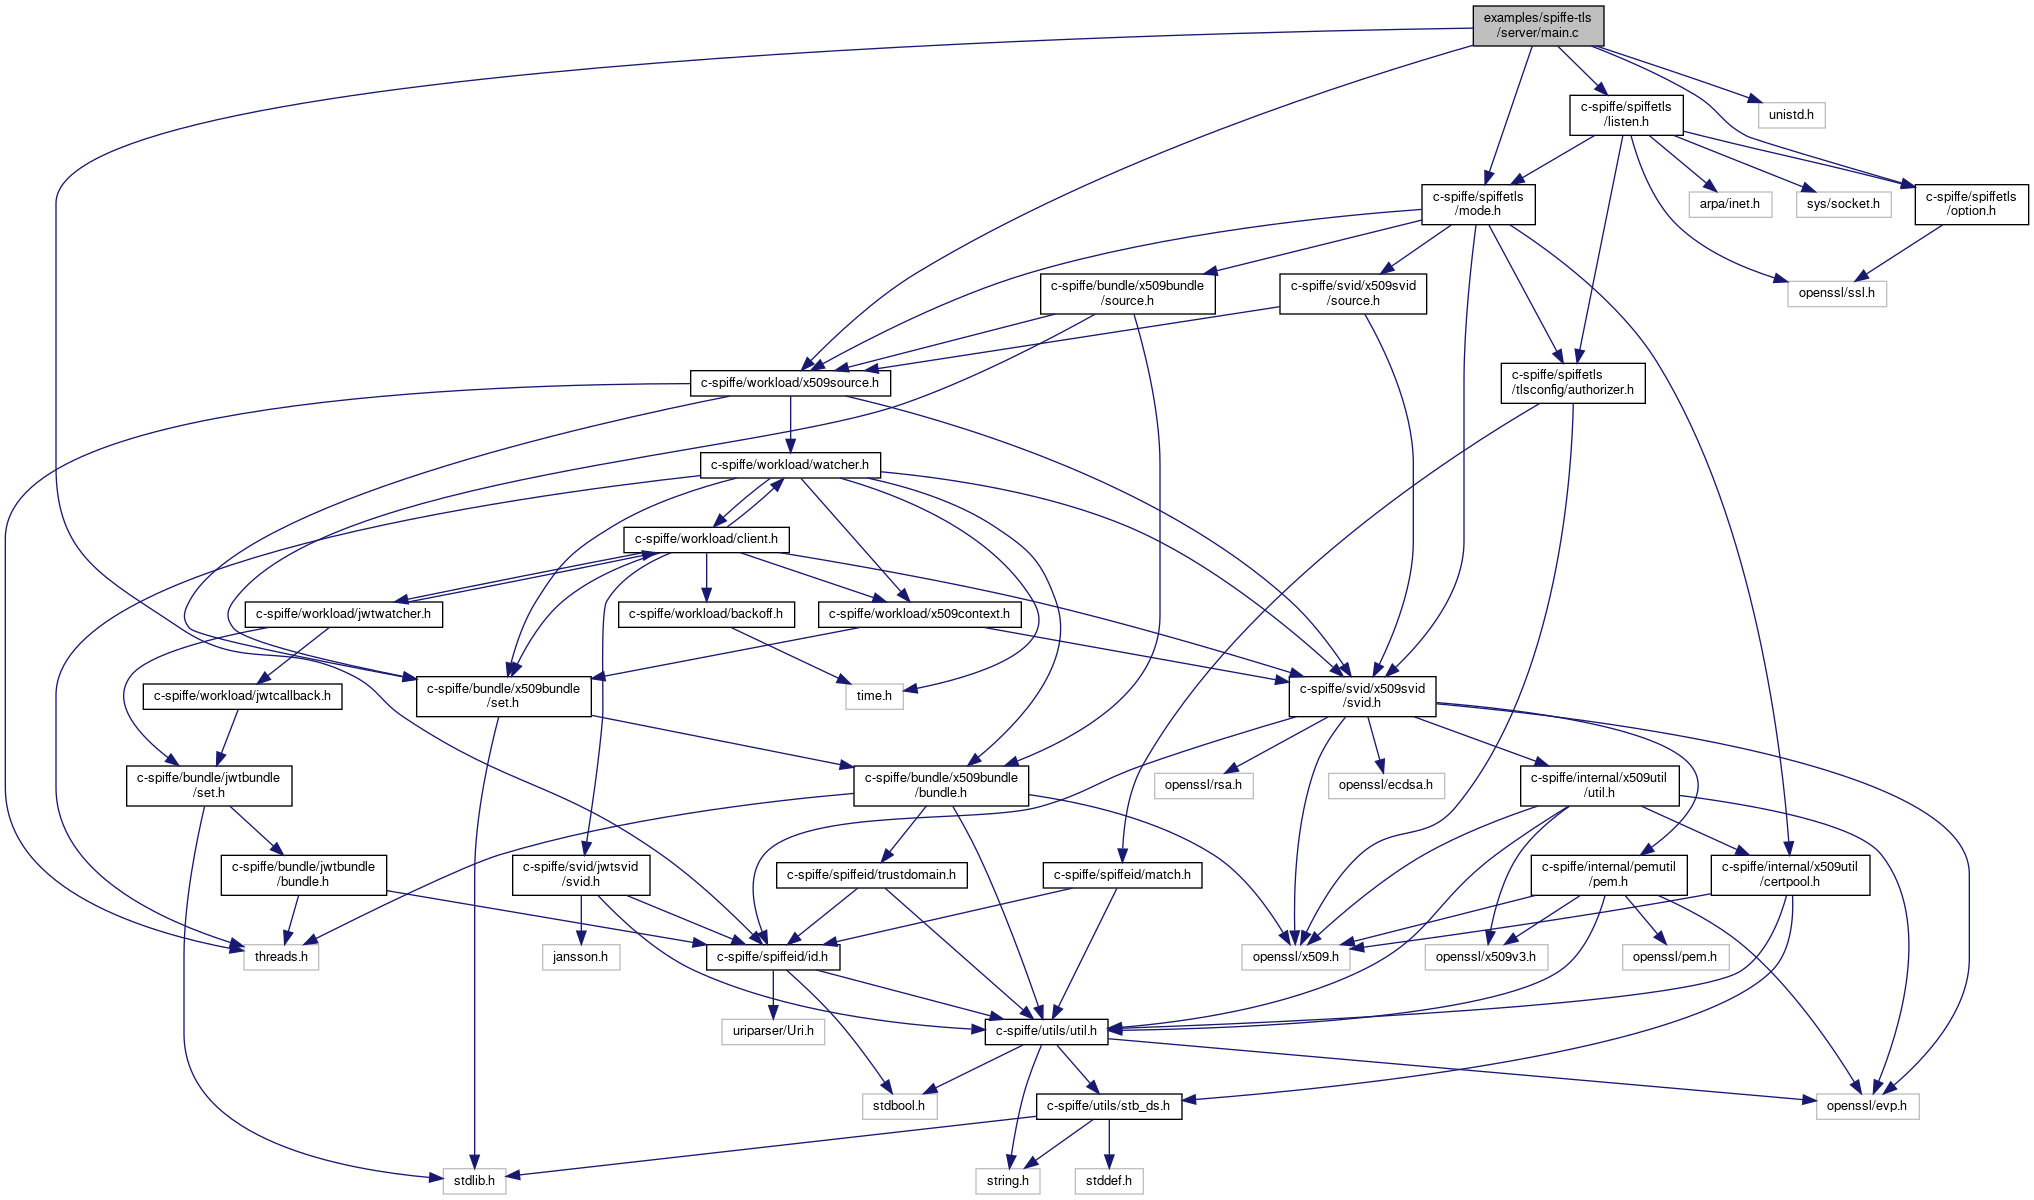 examples/spiffe-tls
/server/main.c
c-spiffe/spiffetls
/listen.h
unistd.h
c-spiffe/spiffetls
/mode.h
arpa/inet.h
sys/socket.h
c-spiffe/spiffetls
/option.h
c-spiffe/bundle/x509bundle
/source.h
c-spiffe/svid/x509svid
/source.h
openssl/ssl.h
c-spiffe/workload/x509source.h
c-spiffe/spiffetls
/tlsconfig/authorizer.h
c-spiffe/workload/watcher.h
c-spiffe/workload/client.h
c-spiffe/workload/jwtwatcher.h
c-spiffe/workload/backoff.h
c-spiffe/workload/x509context.h
c-spiffe/workload/jwtcallback.h
c-spiffe/bundle/x509bundle
/set.h
time.h
c-spiffe/svid/x509svid
/svid.h
c-spiffe/bundle/jwtbundle
/set.h
c-spiffe/bundle/x509bundle
/bundle.h
openssl/rsa.h
openssl/ecdsa.h
c-spiffe/internal/x509util
/util.h
c-spiffe/bundle/jwtbundle
/bundle.h
c-spiffe/svid/jwtsvid
/svid.h
c-spiffe/spiffeid/trustdomain.h
c-spiffe/spiffeid/match.h
c-spiffe/internal/pemutil
/pem.h
c-spiffe/internal/x509util
/certpool.h
threads.h
jansson.h
c-spiffe/spiffeid/id.h
openssl/x509.h
openssl/x509v3.h
openssl/pem.h
uriparser/Uri.h
c-spiffe/utils/util.h
stdbool.h
c-spiffe/utils/stb_ds.h
openssl/evp.h
stdlib.h
string.h
stddef.h